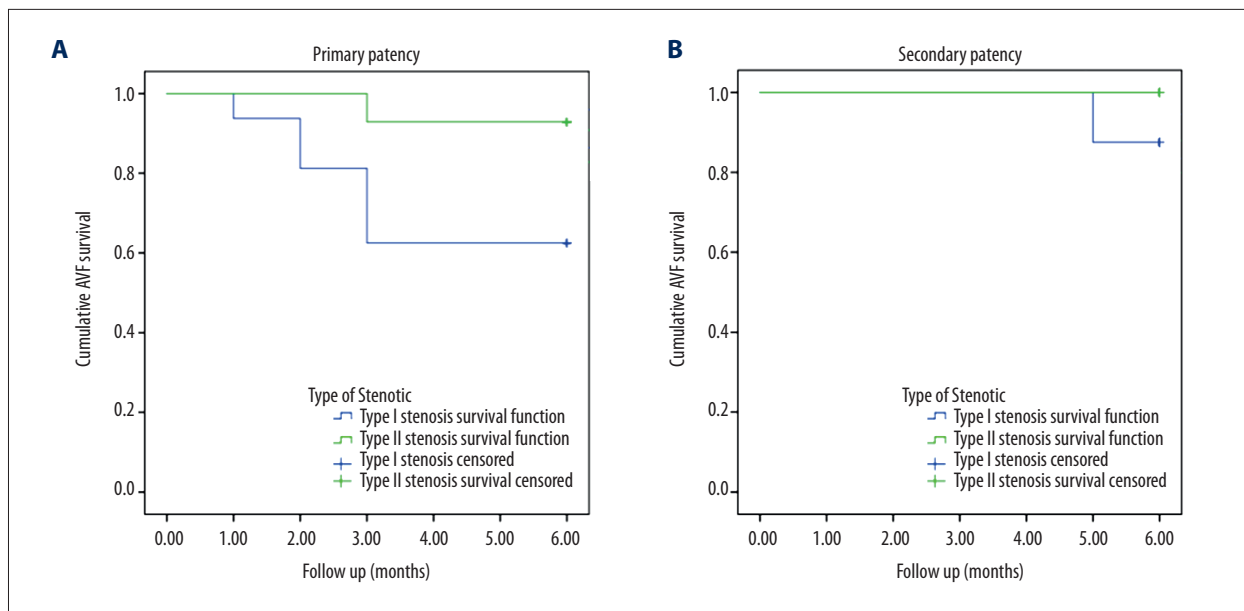 A
Primary patency
1.0
0.8
0.6
0.4
0.2
0.0
Cumulative AVF survival
Type of Stenotic
Type I stenosis survival function
Type II stenosis survival function
Type I stenosis censored
Type II stenosis survival censored
0.00 1.00 2.00 3.00 4.00 5.00 6.00
Follow up (months)
B
Secondary patency
1.0
0.8
0.6
0.4
0.2
0.0
Cumulative AVF survival
Type of Stenotic
Type I stenosis survival function
Type II stenosis survival function
Type I stenosis censored
Type II stenosis survival censored
0.00 1.00 2.00 3.00 4.00 5.00 6.00
Follow up (months)